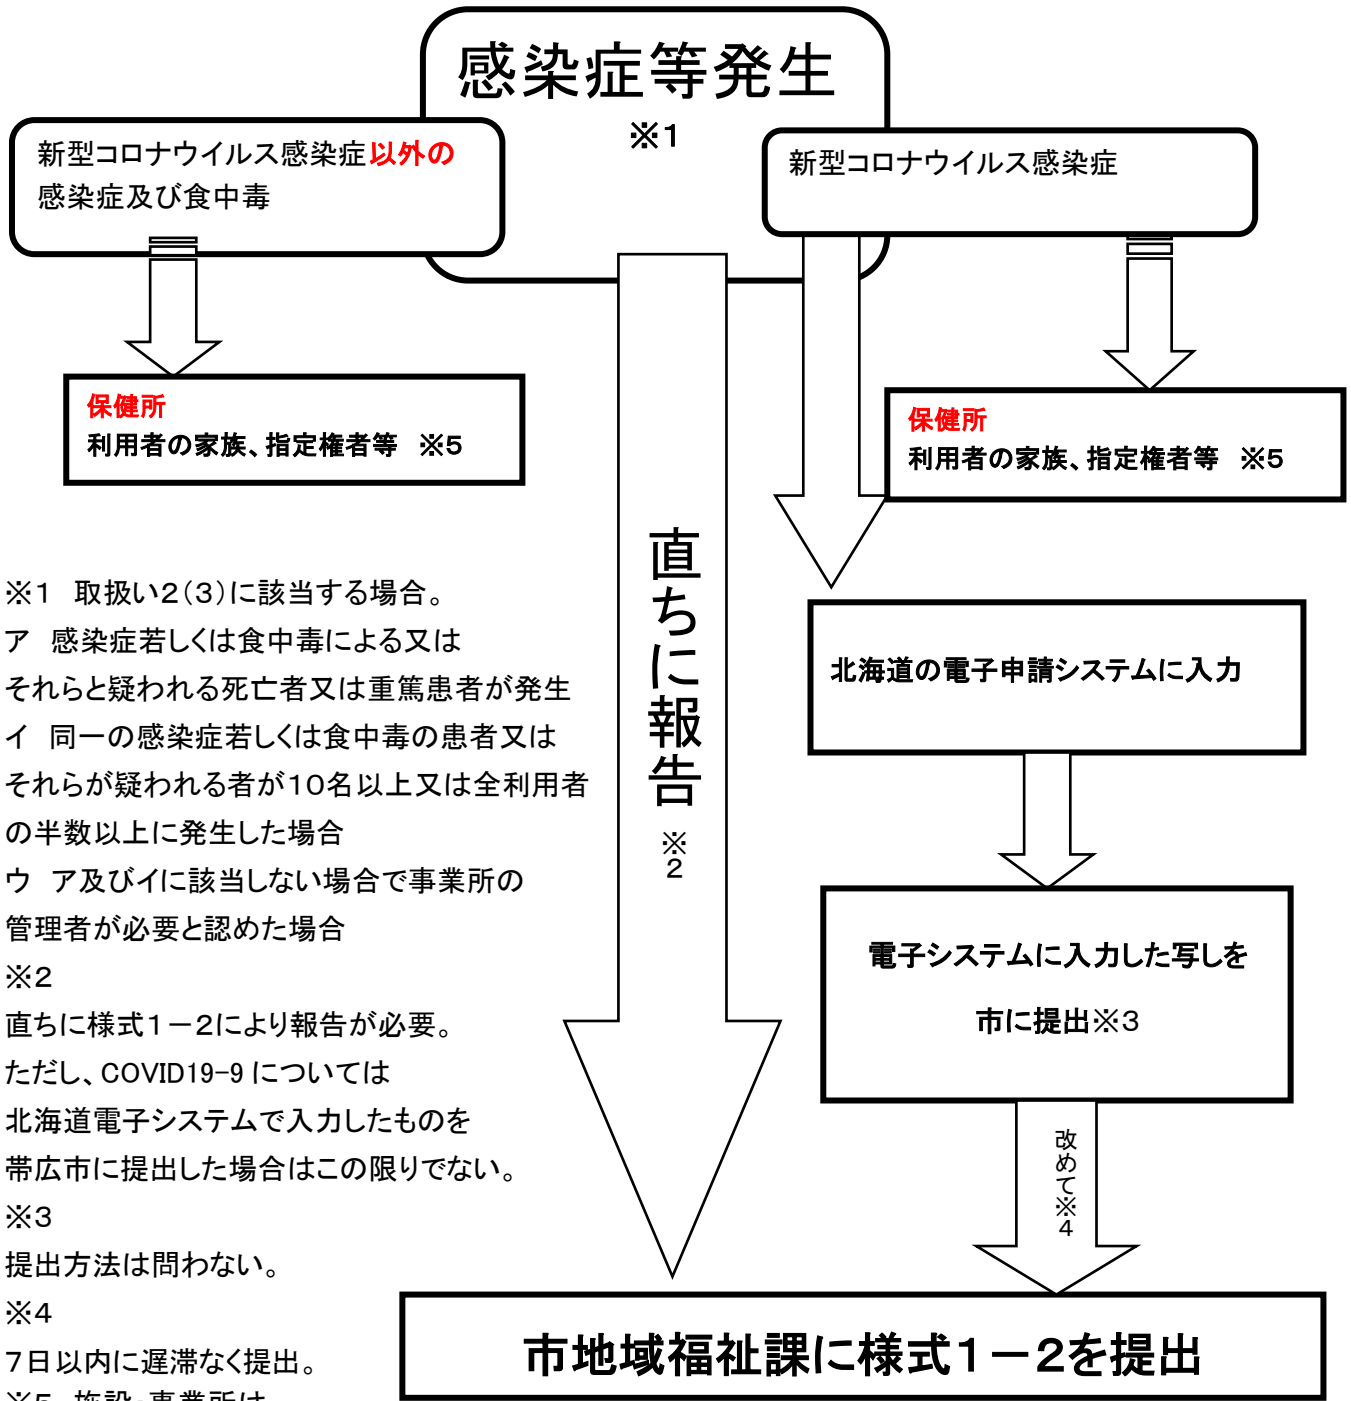 感染症等発生
※1
新型コロナウイルス感染症以外の
感染症及び食中毒
新型コロナウイルス感染症
保健所
利用者の家族、指定権者等　※5
保健所
利用者の家族、指定権者等　※5
直ちに報告 ※2
北海道の電子申請システムに入力
電子システムに入力した写しを
市に提出※3
改めて※4
市地域福祉課に様式1－2を提出
※1　取扱い2（3）に該当する場合。
ア　感染症若しくは食中毒による又は
それらと疑われる死亡者又は重篤患者が発生
イ　同一の感染症若しくは食中毒の患者又は
それらが疑われる者が10名以上又は全利用者
の半数以上に発生した場合
ウ　ア及びイに該当しない場合で事業所の
管理者が必要と認めた場合
※2
直ちに様式1－2により報告が必要。
ただし、COVID19-9 については
北海道電子システムで入力したものを
帯広市に提出した場合はこの限りでない。
※3
提出方法は問わない。
※4
7日以内に遅滞なく提出。
※5　施設・事業所は